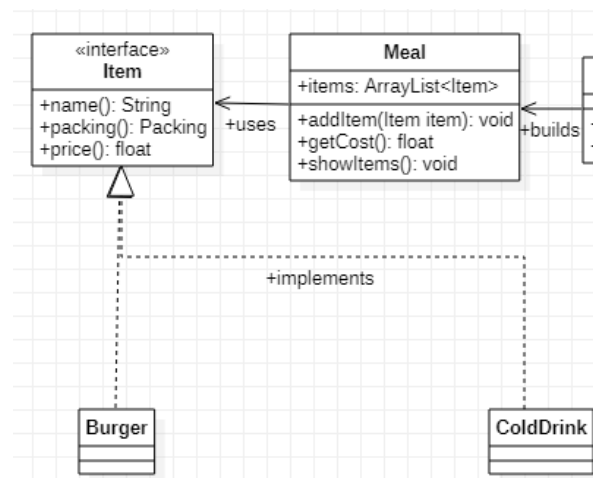 «interface»
Item
+name(): String
+packing(): Packing
+price(): float
+uses
Meal
+items: ArrayList<Item>
+addItem(Item item): void
+getCost(): float
+showItems(): void
+builds
+implements
Burger
ColdDrink